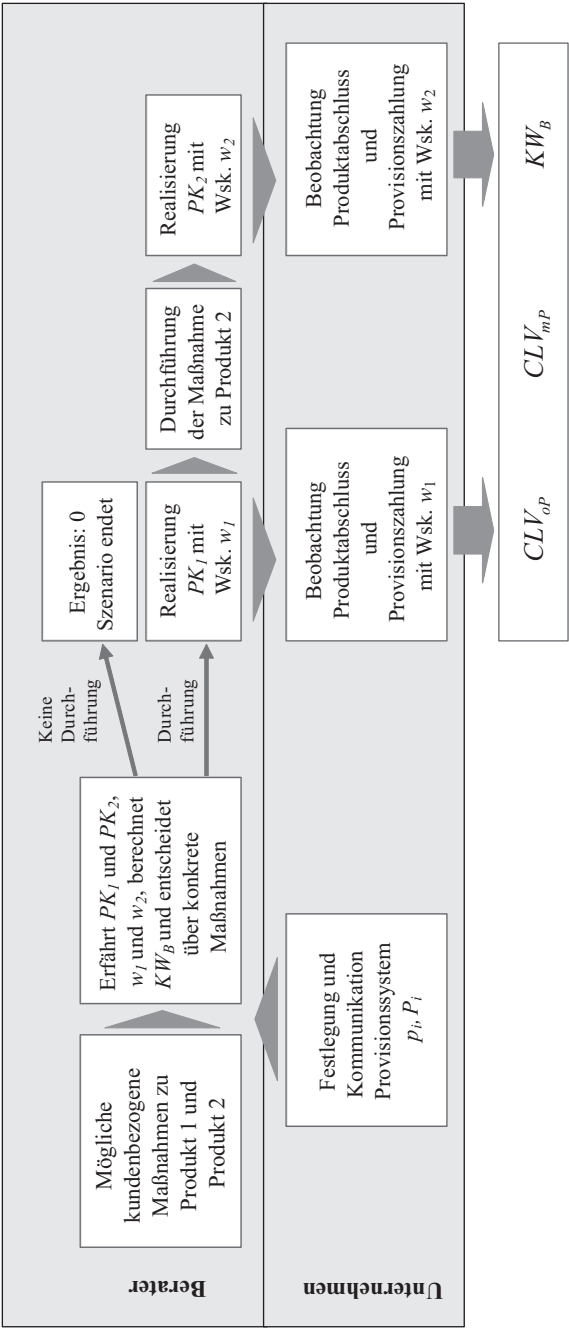 Berater
Mögliche
kundenbezogene
Maßnahmen zu
Produkt 1 und
Produkt 2
Erfährt PK1 und PK2,
w1 und w2, berechnet
KWB und entscheidet
über konkrete
Maßnahmen
Keine
Durch-
führung
Durch-
führung
Ergebnis: 0
Szenario endet
Realisierung
PK1 mit
Wsk. w1
Durchführung
der Maßnahme
zu Produkt 2
Realisierung
PK2 mit
Wsk. w2
Unternehmen
Festlegung und
Kommunikation
Provisionssystem
pi, Pi
Beobachtung
Produktabschluss
und
Provisionszahlung
mit Wsk. w1
Beobachtung
Produktabschluss
und
Provisionszahlung
mit Wsk. w2
CLVoP
CLVmP
KWB